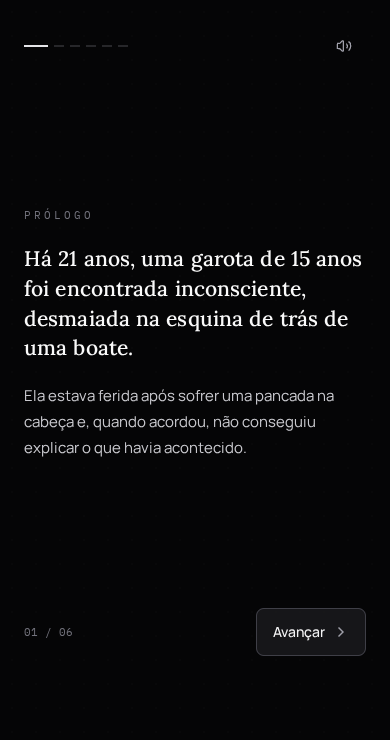 PRÓLOGO
Há 21 anos, uma garota de 15 anos
foi encontrada inconsciente,
desmaiada na esquina de trás de
uma boate.
Ela estava ferida após sofrer uma pancada na
cabeça e, quando acordou, não conseguiu
explicar o que havia acontecido.
01 / 06
Avançar